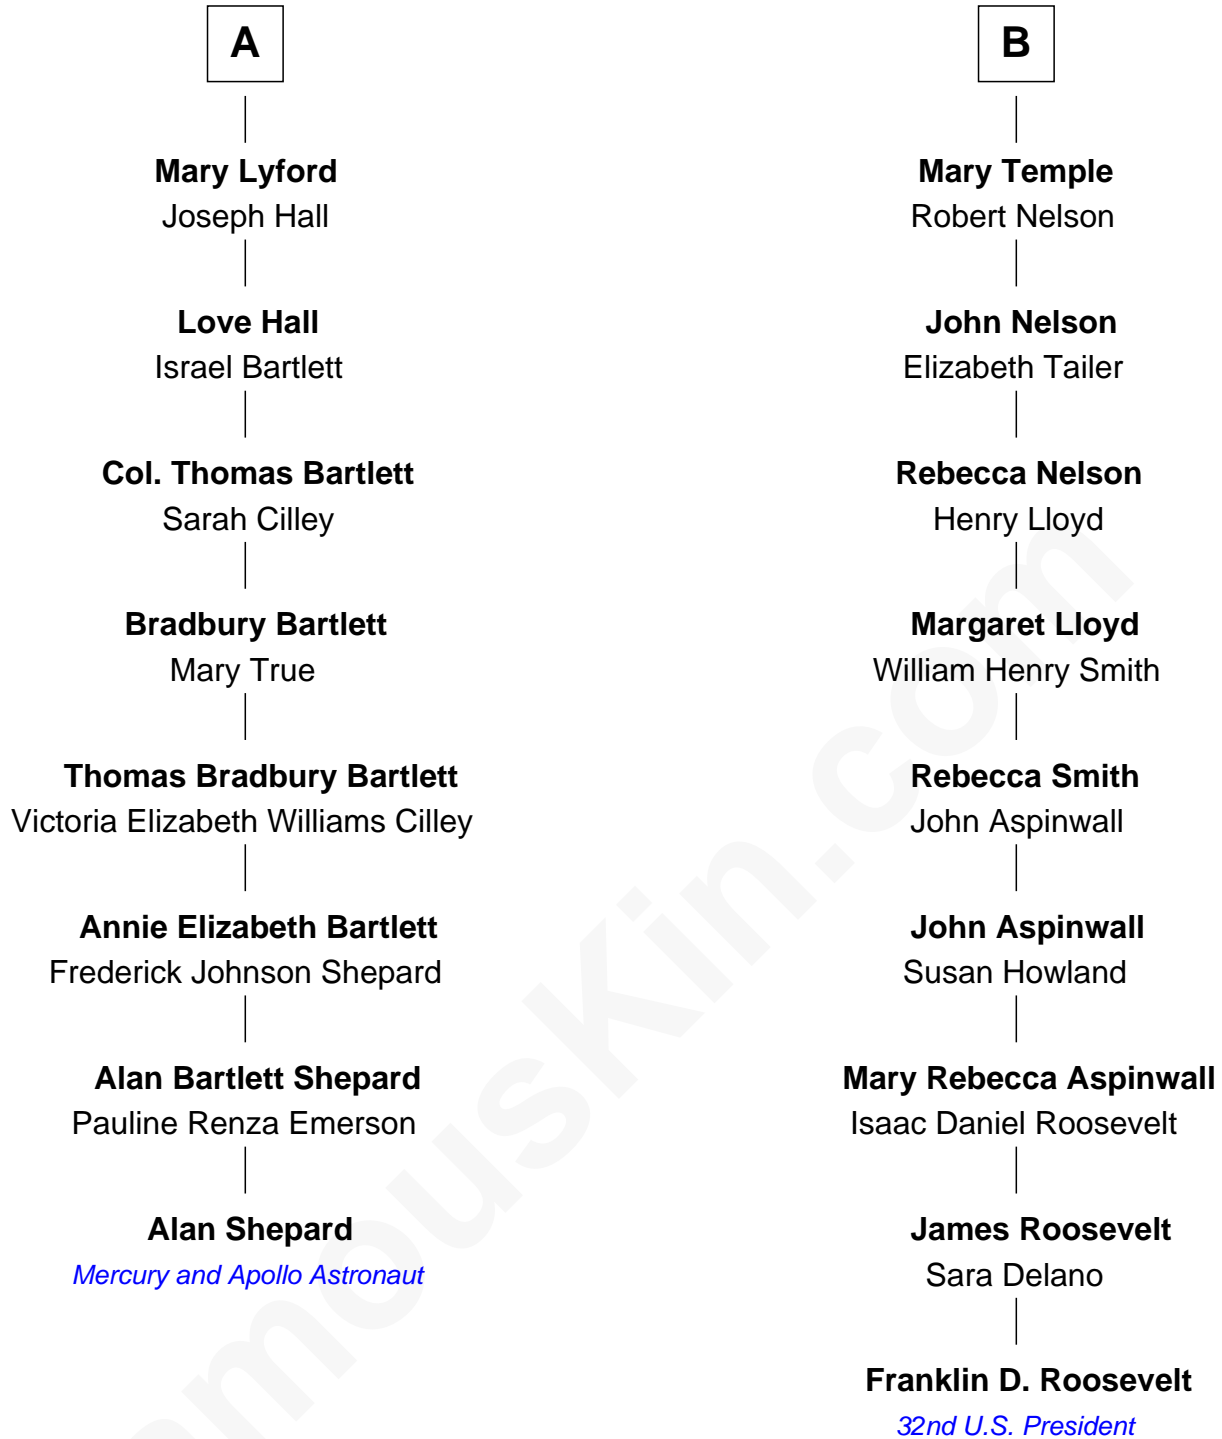 A
Mary Lyford
Joseph Hall
Love Hall
Israel Bartlett
Col. Thomas Bartlett
Sarah Cilley
Bradbury Bartlett
Mary True
Thomas Bradbury Bartlett
Victoria Elizabeth Williams Cilley
Annie Elizabeth Bartlett
Frederick Johnson Shepard
Alan Bartlett Shepard
Pauline Renza Emerson
Alan Shepard
Mercury and Apollo Astronaut
B
Mary Temple
Robert Nelson
John Nelson
Elizabeth Tailer
Rebecca Nelson
Henry Lloyd
Margaret Lloyd
William Henry Smith
Rebecca Smith
John Aspinwall
John Aspinwall
Susan Howland
Mary Rebecca Aspinwall
Isaac Daniel Roosevelt
James Roosevelt
Sara Delano
Franklin D. Roosevelt
32nd U.S. President
amousKin.com